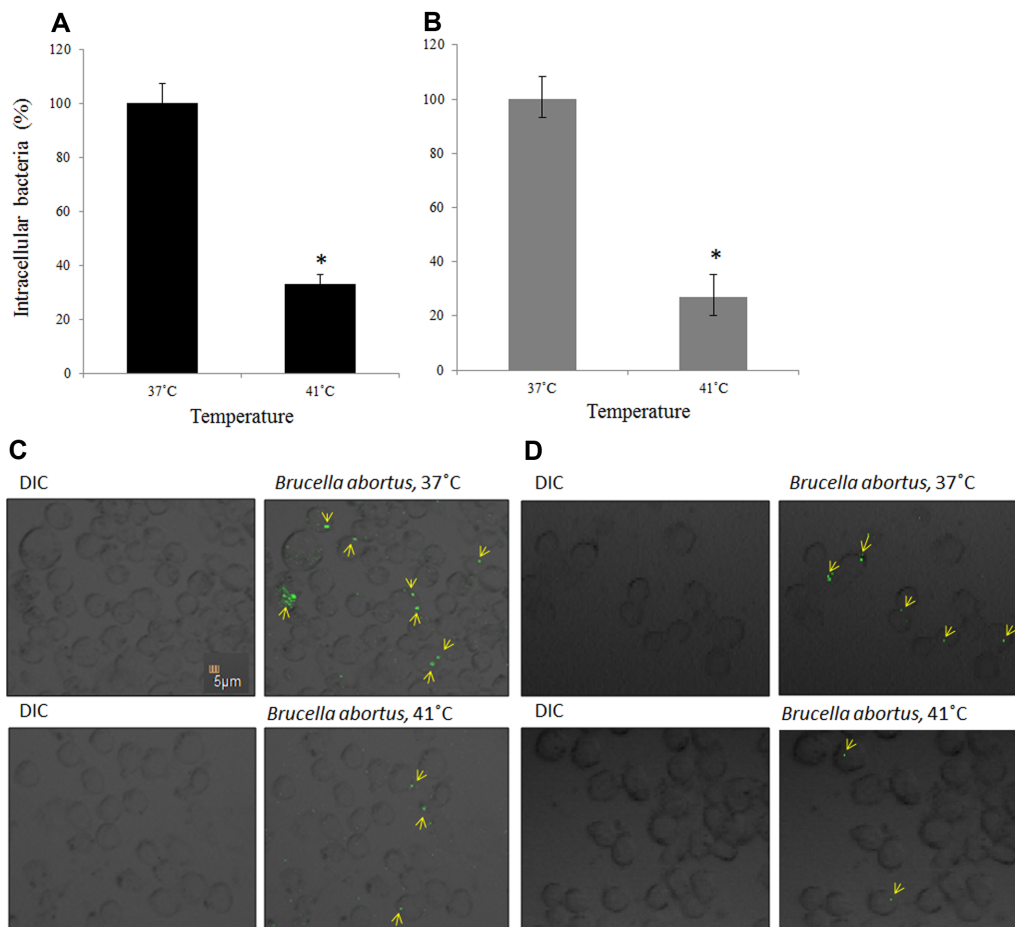 A
Intracellular bacteria (%)
120
100
80
60
40
20
0
*
37°C
41°C
Temperature
B
120
100
80
60
40
20
0
*
37°C
41°C
Temperature
C
DIC
Brucella abortus, 37°C
5μm
DIC
Brucella abortus, 41°C
D
DIC
Brucella abortus, 37°C
DIC
Brucella abortus, 41°C